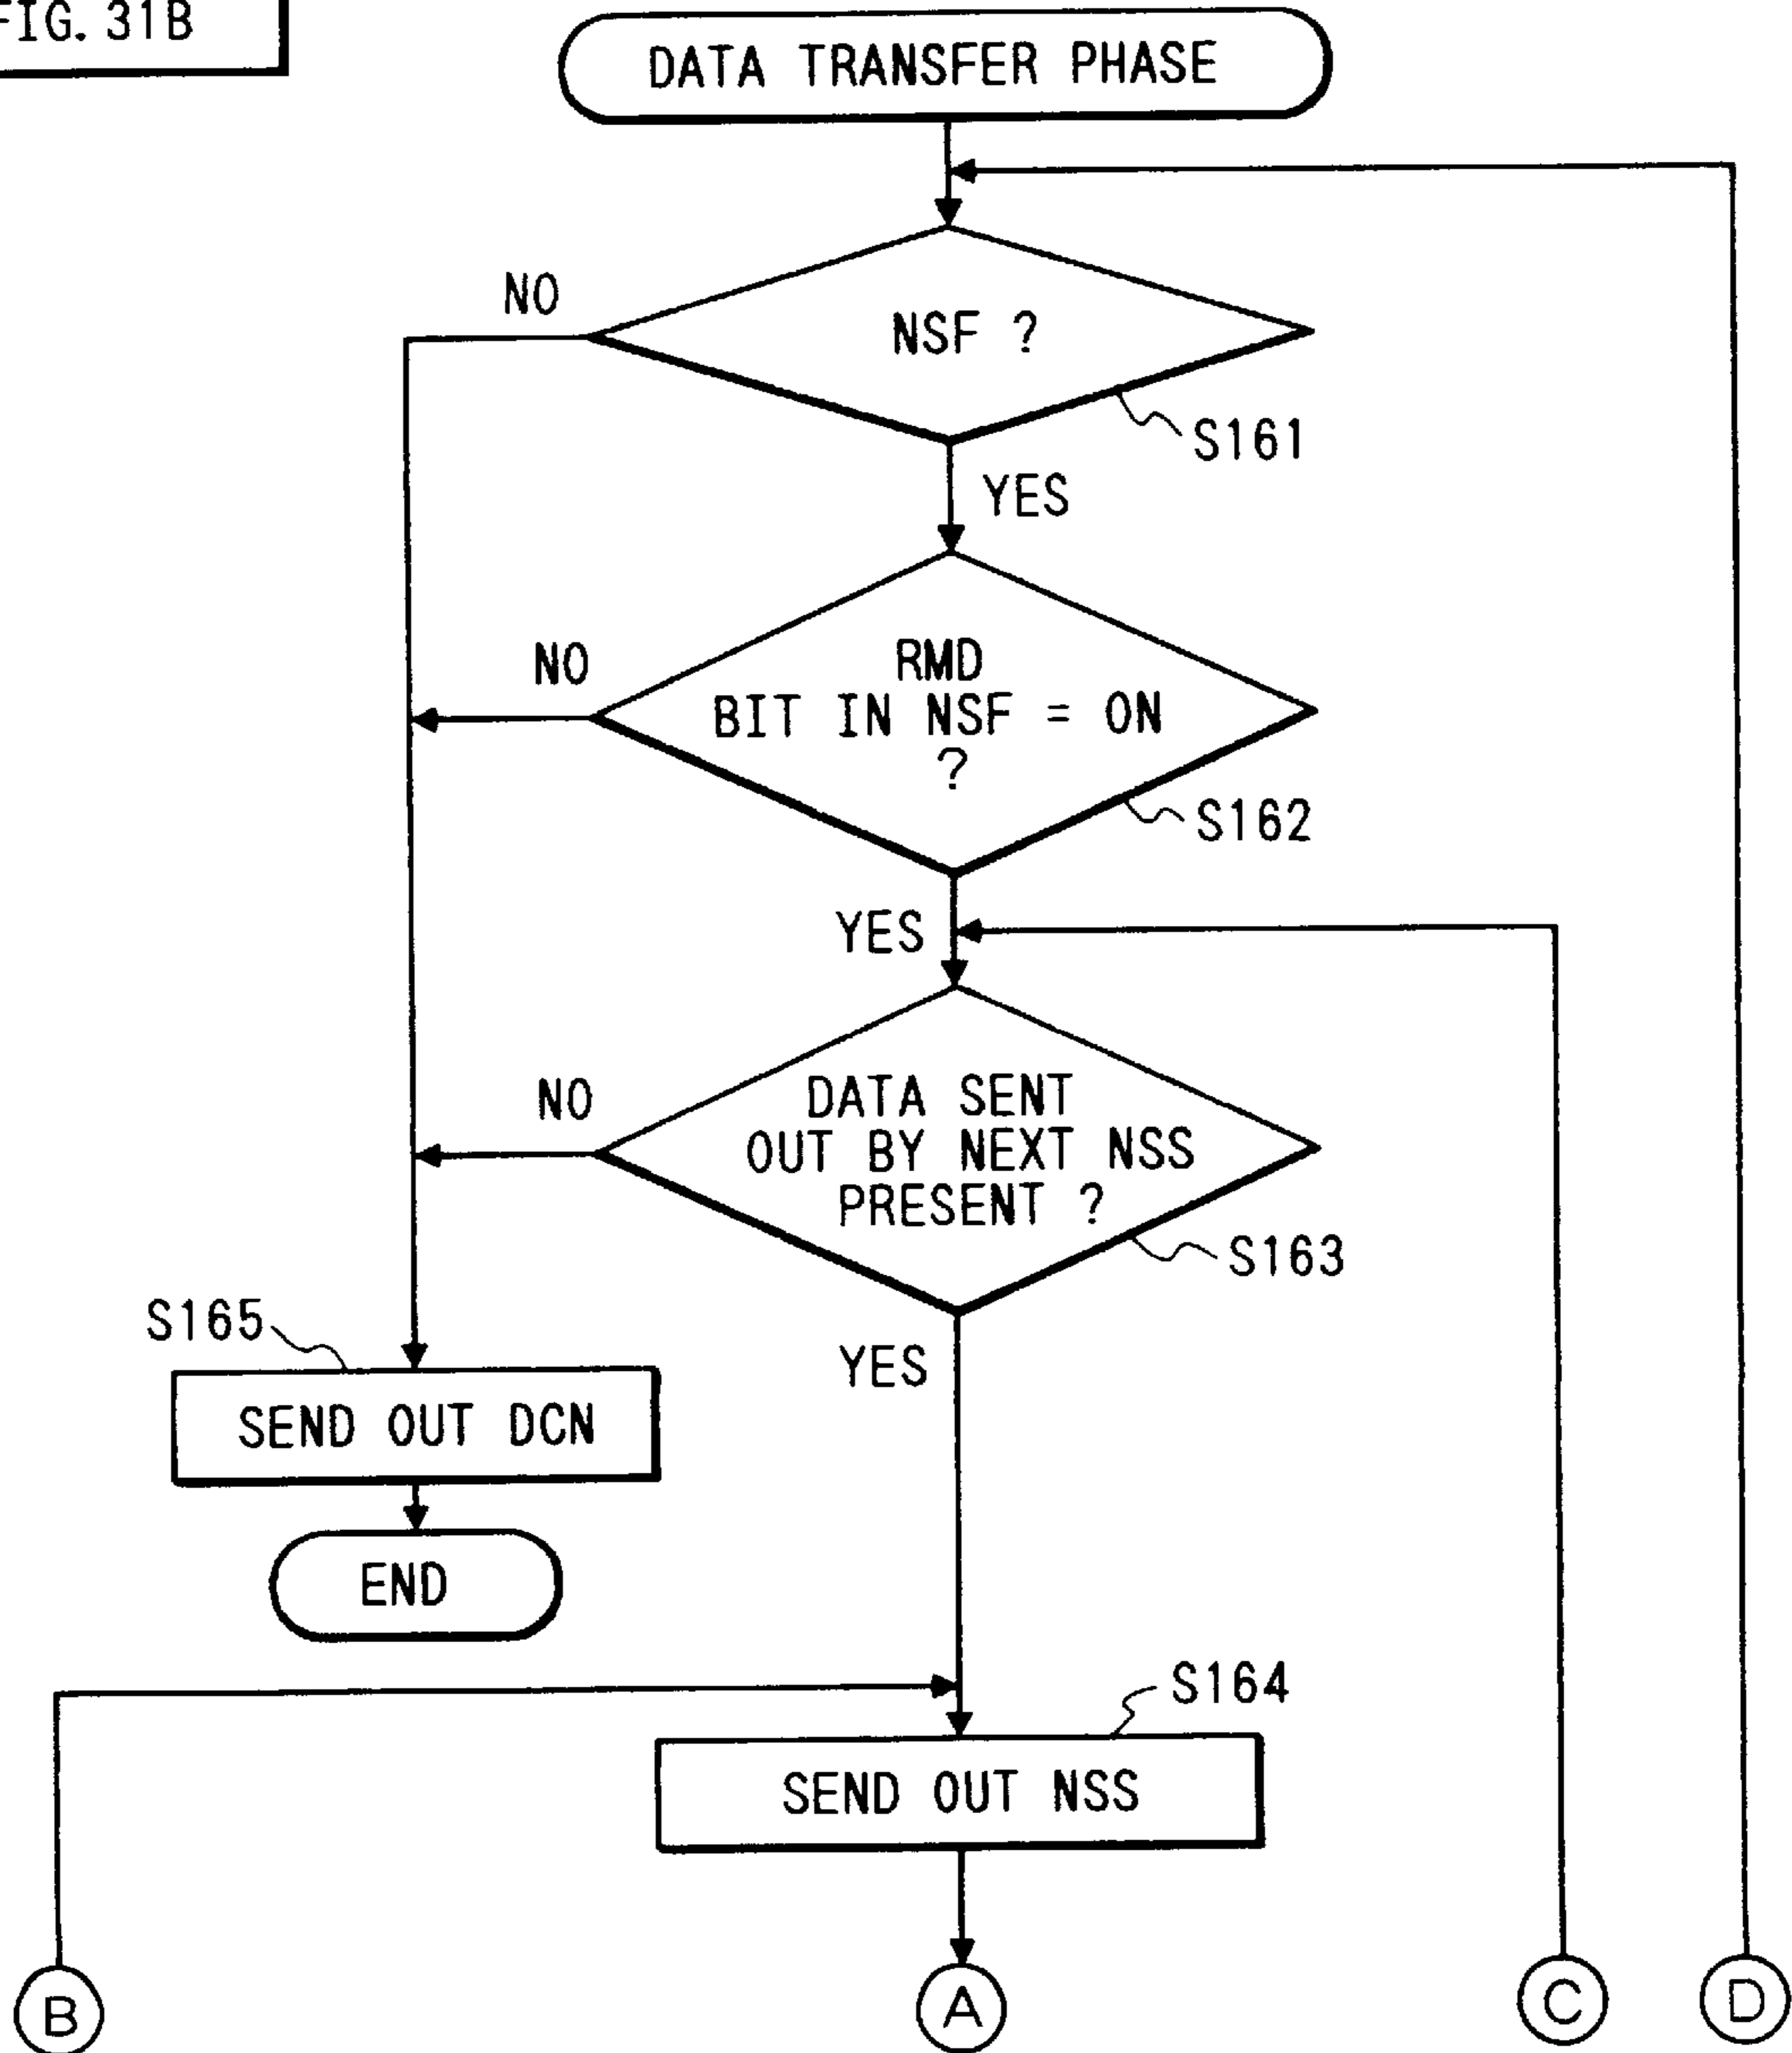 FIG. 31B
DATA TRANSFER PHASE
NO
NSF ?
S161
YES
NO
RMD
BIT IN NSF = ON
?
S162
YES
NO
DATA SENT
OUT BY NEXT NSS
PRESENT ?
S163
S165
YES
SEND OUT DCN
END
S164
SEND OUT NSS
B
A
C
D